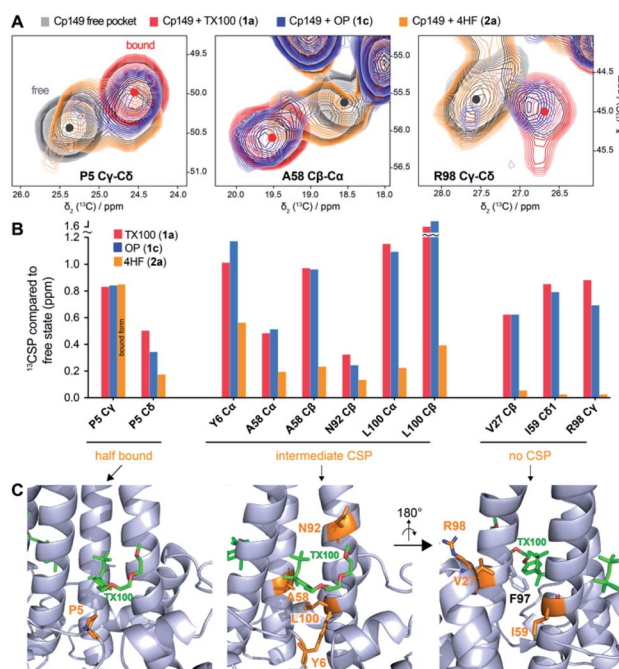 Cp149 free pocket Cp149 + TX100 (1a) Cp149 + OP (1c) Cp149 + 4HF (2a)
A
bound
free
P5 Cγ-Cδ
49.0
50.0
51.0
26.0 25.5 25.0 24.5 24.0
δ₂ (¹³C) / ppm
A58 Cβ-Cα
55.0
55.5
56.0
56.5
20.0 19.5 19.0 18.5 18.0
δ₂ (¹³C) / ppm
R98 Cγ-Cδ
44.5
45.0
45.5
28.0 27.5 27.0 26.5
δ₂ (¹³C) / ppm
B
TX100 (1a)
OP (1c)
4HF (2a)
¹³CSP compared to
free state (ppm)
1.6
1.2
1.0
0.8
0.6
0.4
0.2
0.0
bound form
P5 Cγ P5 Cδ Y6 Cα A58 Cα A58 Cβ N92 Cβ L100 Cα L100 Cβ V27 Cβ I59 Cδ1 R98 Cγ
half bound intermediate CSP no CSP
C
P5
TX100
N92
TX100
A58
L100
Y6
180°
R98
TX100
V27
F97
I59